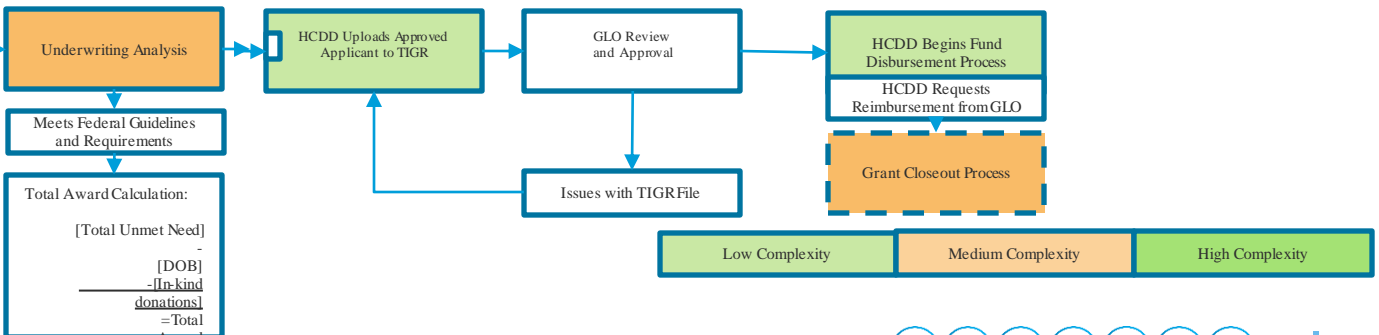 Underwriting Analysis
HCDD Uploads Approved
Applicant to TIGR
GLO Review
and Approval
HCDD Begins Fund
Disbursement Process
HCDD Requests
Reimbursement from GLO
Meets Federal Guidelines
and Requirements
Grant Closeout Process
Issues with TIGR File
Total Award Calculation:
[Total Unmet Need]
-
[DOB]
-[In-kind
donations]
=Total
Low Complexity
Medium Complexity
High Complexity